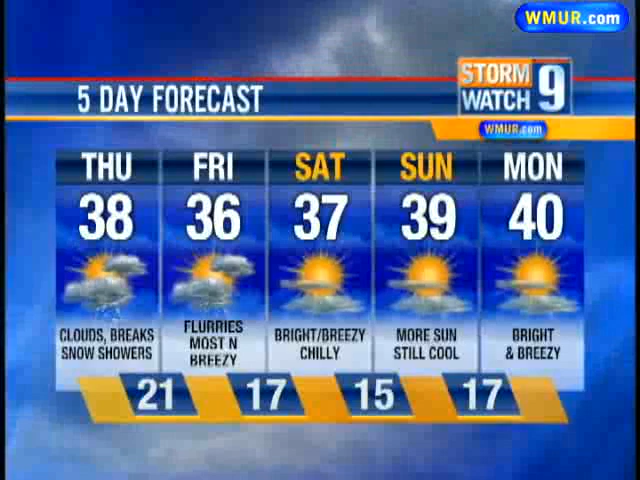 WMUR.com
5 DAY FORECAST
STORM
WATCH 9
WMUR.com
THU FRI SAT SUN MON
38 36 37 39 40
CLOUDS, BREAKS
SNOW SHOWERS
FLURRIES
MOST N
BREEZY
BRIGHT/BREEZY
CHILLY
MORE SUN
STILL COOL
BRIGHT
& BREEZY
21 17 15 17